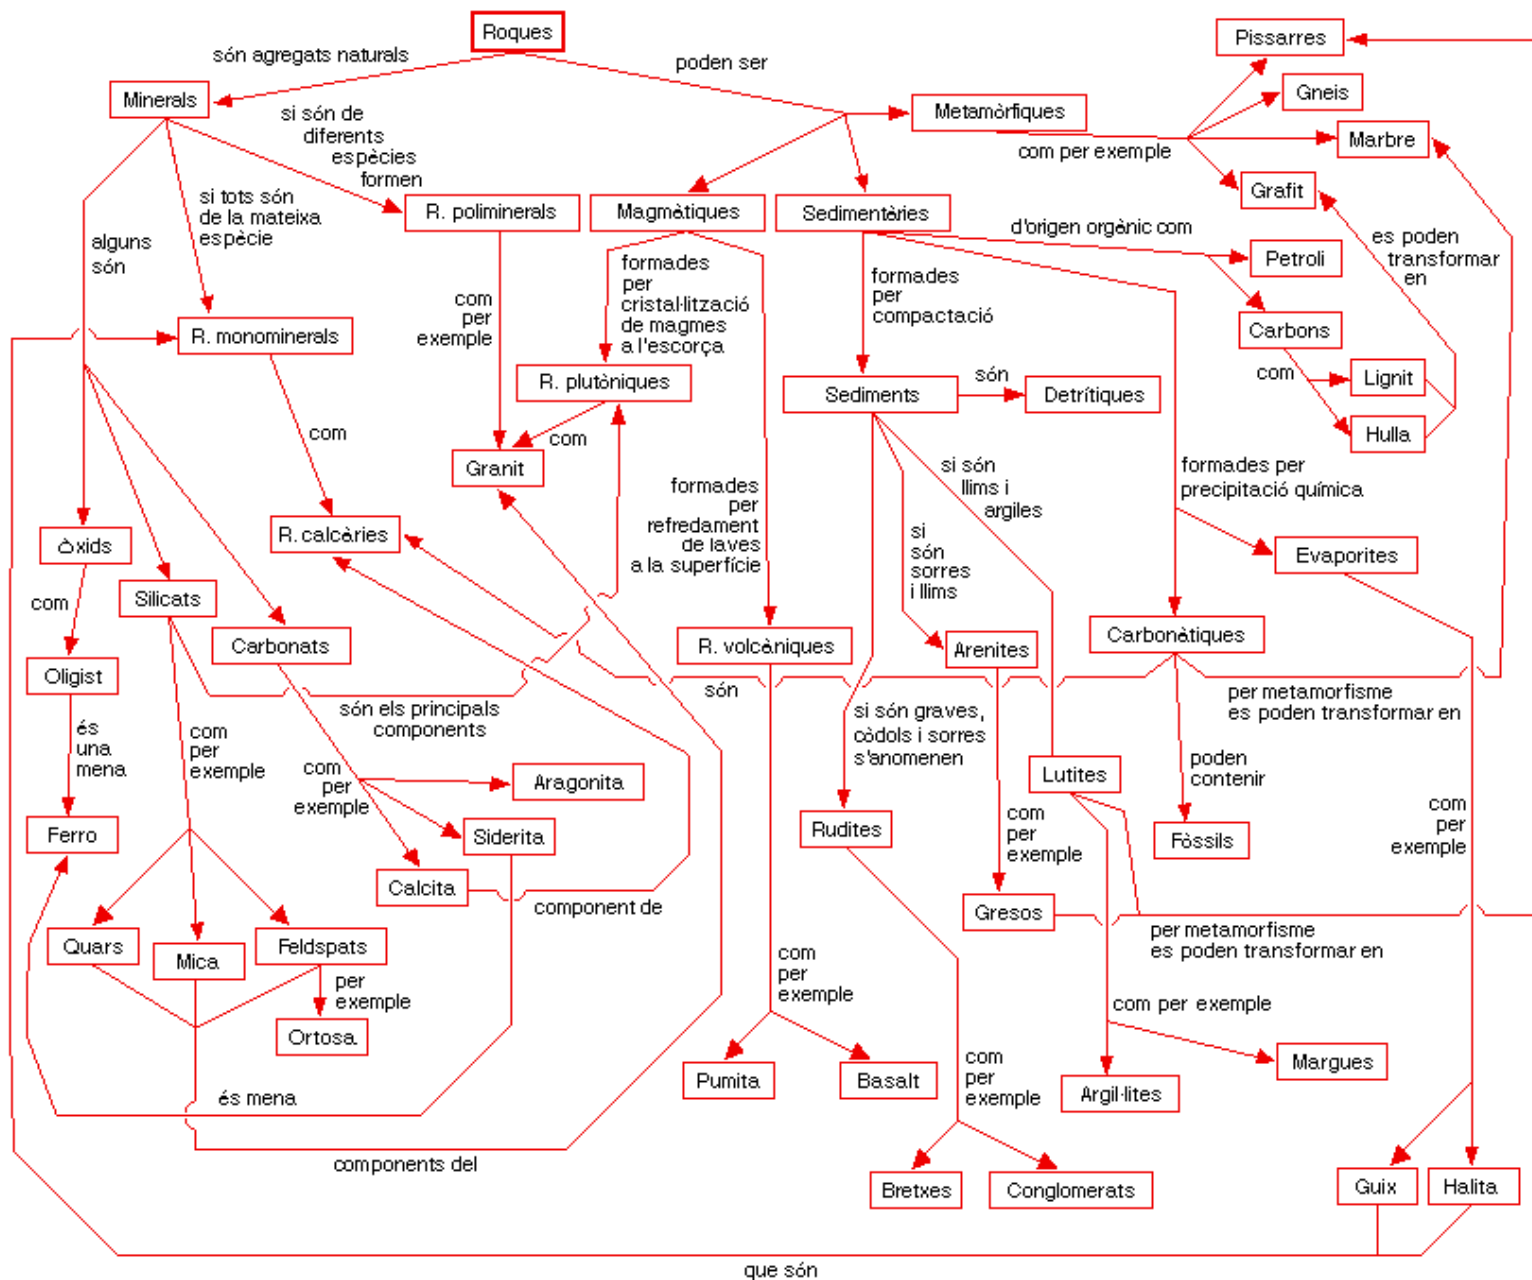 Roques
són agregats naturals
poden ser
Pissarres
Minerals
Metamòrfiques
Gneis
si són de
diferents
espècies
formen
com per exemple
Marbre
si tots són
de la mateixa
espècie
R. poliminerals
Magmàtiques
Sedimentàries
Grafit
d'origen orgànic com
alguns
són
es poden
transformar
en
Petroli
formades
per
cristal·litzac​ió
de magmes
a l'escorça
formades
per
compactació
com
per
exemple
R. monominerals
Carbons
R. plutòniques
Sediments
són
Detrítiques
com
Lignit
Hulla
com
com
Granit
si són
llims i
argiles
formades per
precipitació química
formades
per
refredament
de laves
a la superfície
R. calcàries
òxids
si
són
sorres
i llims
Evaporites
com
Silicats
Carbonats
R. volcàniques
Arenites
Carbonàtiques
Oligist
són els principals
components
són
per metamorfisme
es poden transformar en
és
una
mena
com
per
exemple
si són graves,
còdols i sorres
s'anomenen
com
per
exemple
Aragonita
Lutites
poden
contenir
Ferro
Siderita
Rudites
com
per
exemple
Fòssils
com
per
exemple
Calcita
component de
Gresos
Quars
Mica
Feldspats
per metamorfisme
es poden transformar en
per
exemple
com
per
exemple
Ortosa
com per exemple
Pumita
Basalt
com
per
exemple
Margues
Argil·lites
és mena
components del
Bretxes
Conglomerats
Guix
Halita
que són